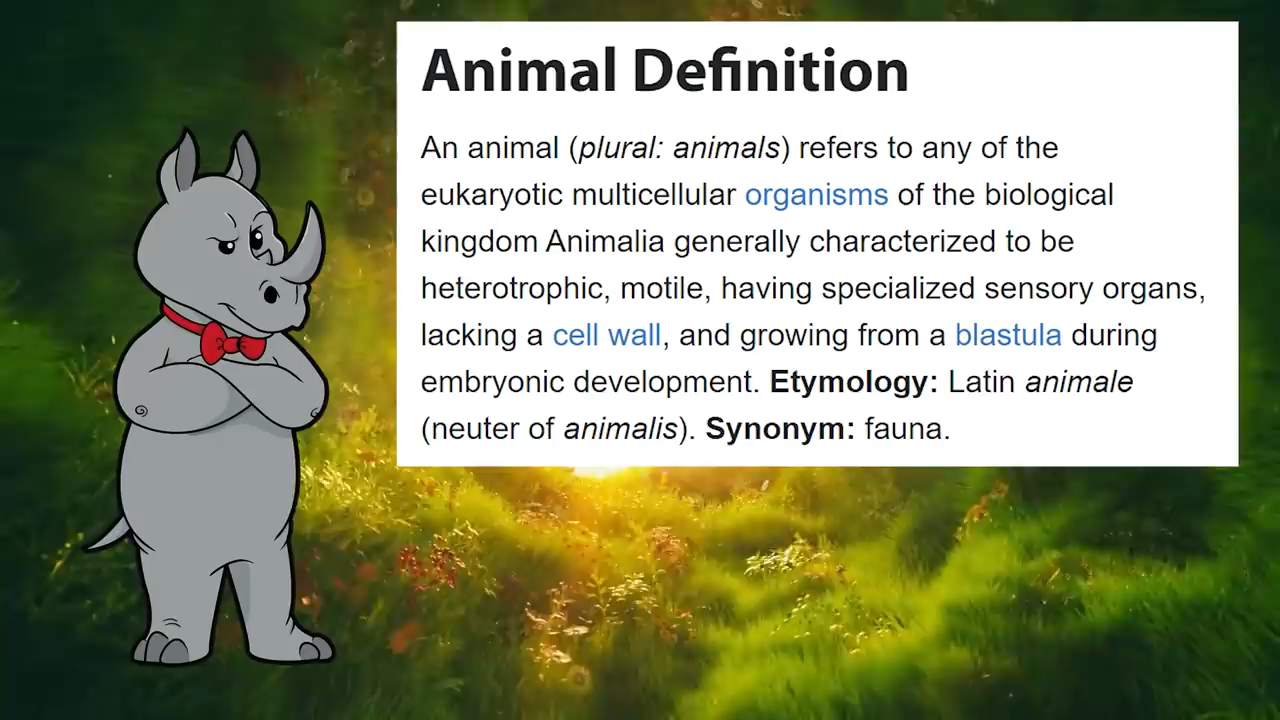 Animal Definition
An animal (plural: animals) refers to any of the
eukaryotic multicellular organisms of the biological
kingdom Animalia generally characterized to be
heterotrophic, motile, having specialized sensory organs,
lacking a cell wall, and growing from a blastula during
embryonic development. Etymology: Latin animale
(neuter of animalis). Synonym: fauna.